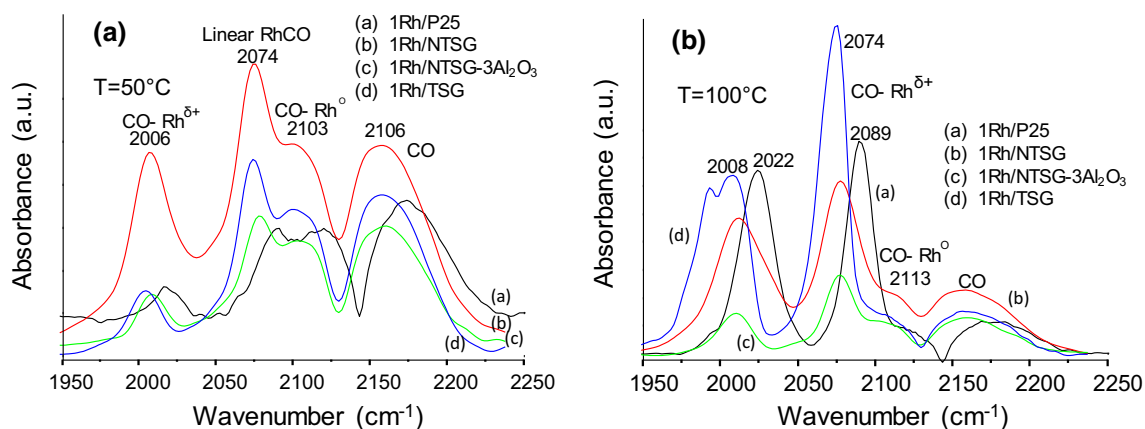 (a)
T=50°C
CO- Rhδ+
2006
Linear RhCO
2074
CO- Rh°
2103
2106
CO
(a) 1Rh/P25
(b) 1Rh/NTSG
(c) 1Rh/NTSG-3Al₂O₃
(d) 1Rh/TSG
(a)
(b)
(c)
(d)
Absorbance (a.u.)
1950 2000 2050 2100 2150 2200 2250
Wavenumber (cm⁻¹)
(b)
T=100°C
2074
CO- Rhδ+
2089
2008
2022
(a)
(a) 1Rh/P25
(b) 1Rh/NTSG
(c) 1Rh/NTSG-3Al₂O₃
(d) 1Rh/TSG
(d)
CO- Rh°
2113
CO
(b)
(c)
Absorbance (a.u.)
1950 2000 2050 2100 2150 2200 2250
Wavenumber (cm⁻¹)